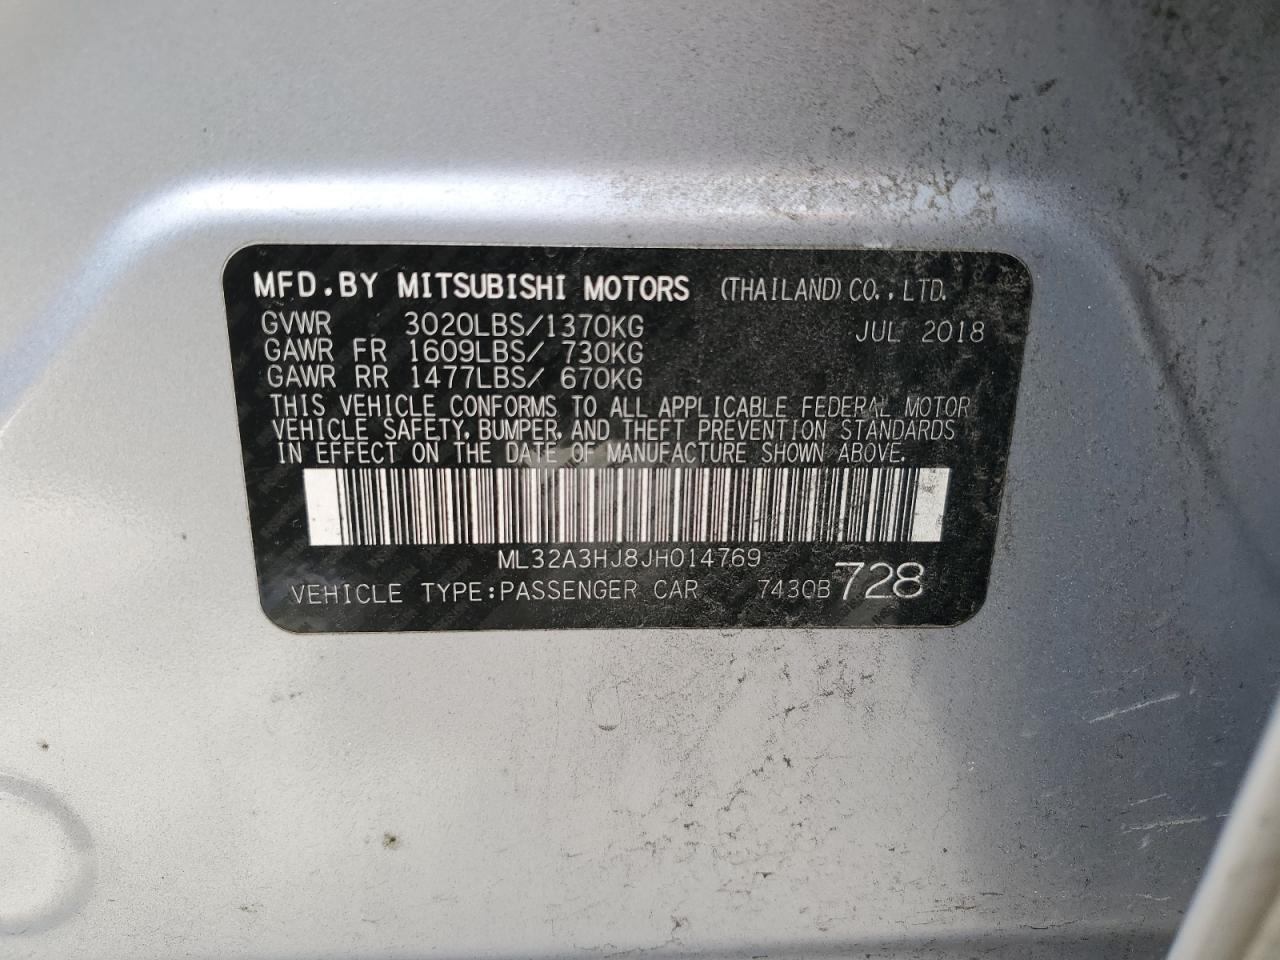 MFD.BY MITSUBISHI MOTORS (THAILAND) CO.,LTD.
GVWR 3020LBS/1370KG JUL 2018
GAWR FR 1609LBS/ 730KG
GAWR RR 1477LBS/ 670KG
THIS VEHICLE CONFORMS TO ALL APPLICABLE FEDERAL MOTOR
VEHICLE SAFETY, BUMPER, AND THEFT PREVENTION STANDARDS
IN EFFECT ON THE DATE OF MANUFACTURE SHOWN ABOVE.
ML32A3HJ8JH014769
VEHICLE TYPE:PASSENGER CAR 7430B 728